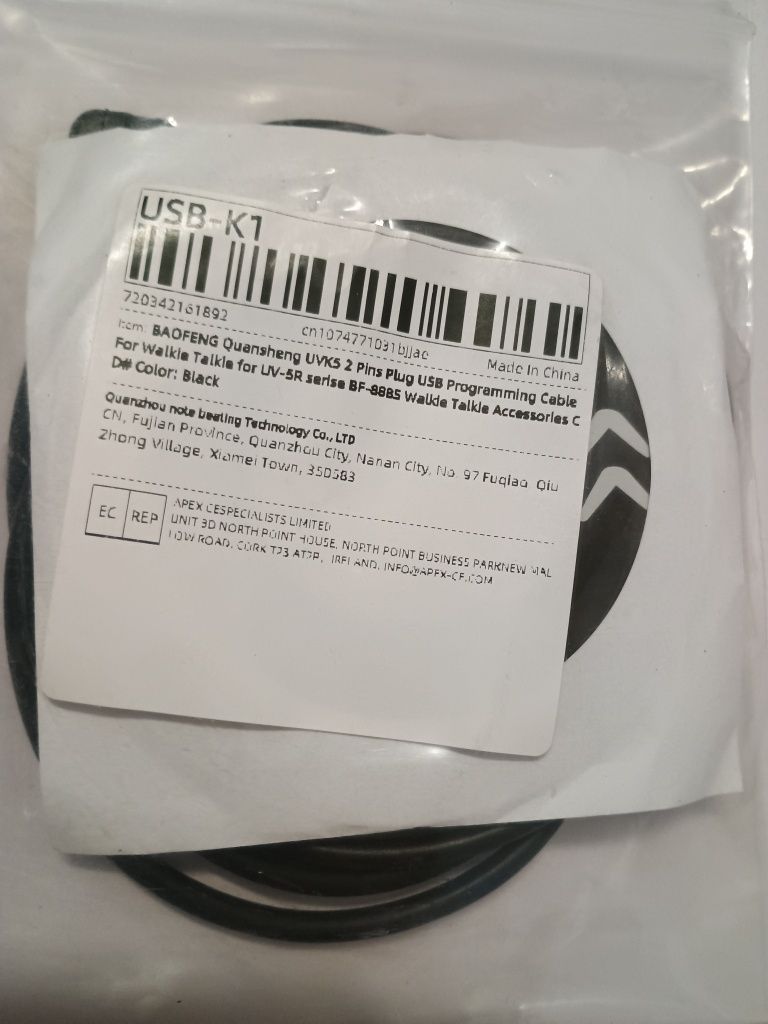 USB-K1
720342161892
cn1074771031bjjae
Made In China
Item: BAOFENG Quansheng UVK5 2 Pins Plug USB Programming Cable
For Walkie Talkie for UV-5R serise BF-888S Walkie Talkie Accessories C
D# Color: Black
Quanzhou note beating Technology Co., LTD
CN, Fujian Province, Quanzhou City, Nanan City, No. 97 Fuqiao, Qiu
Zhong Village, Xiamei Town, 350583
EC REP
APEX CESPECIALISTS LIMITED
UNIT 3D NORTH POINT HOUSE, NORTH POINT BUSINESS PARKNEW MAL
LOW ROAD, CORK T23 AT2P, IRELAND, INFO@APEX-CE.COM